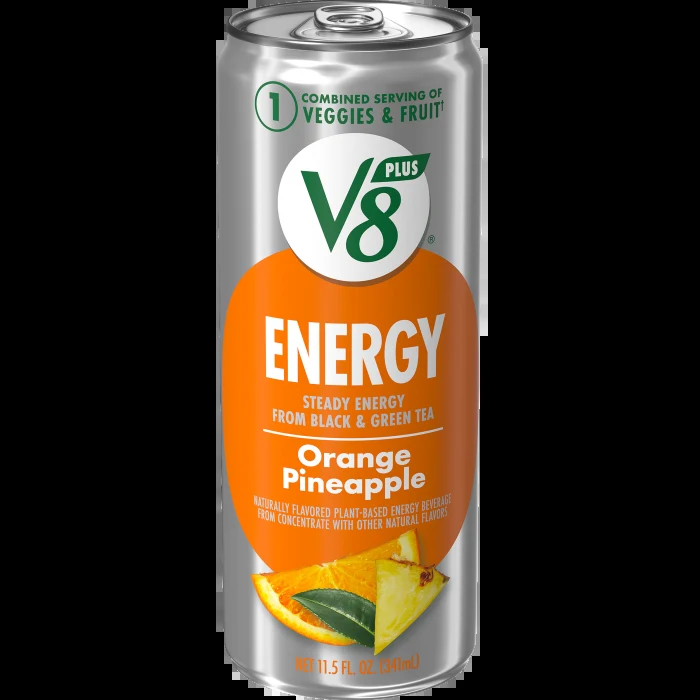 1
COMBINED SERVING OF
VEGGIES & FRUIT†
V8 PLUS®
ENERGY
STEADY ENERGY
FROM BLACK & GREEN TEA
Orange
Pineapple
NATURALLY FLAVORED PLANT-BASED ENERGY BEVERAGE
FROM CONCENTRATE WITH OTHER NATURAL FLAVORS
NET 11.5 FL. OZ. (341mL)